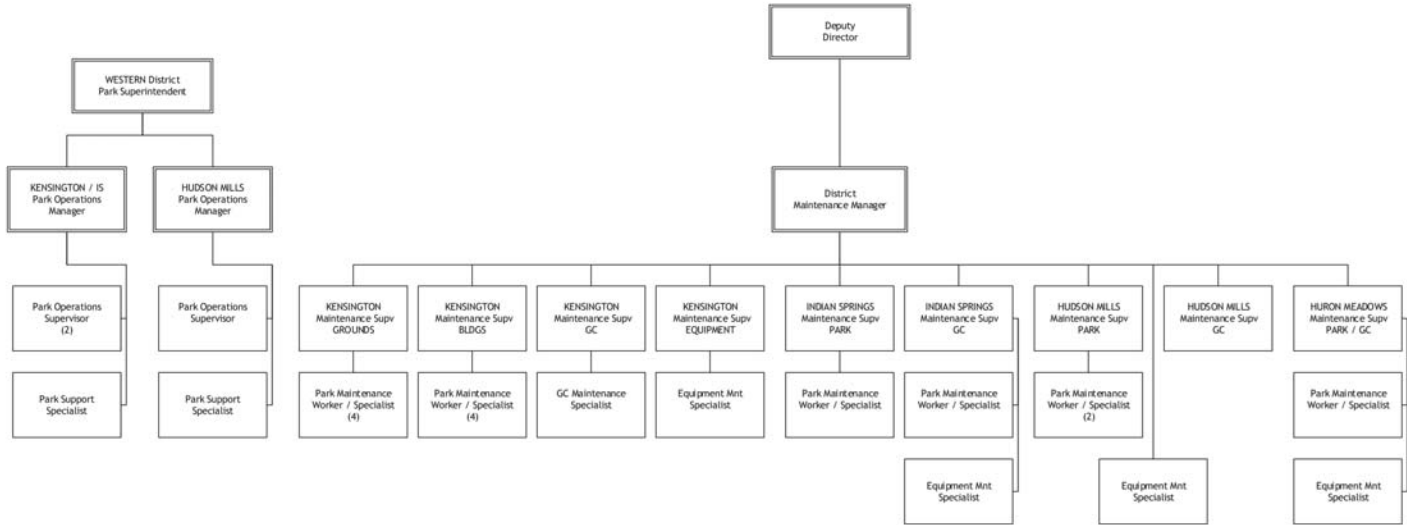 Deputy
Director
WESTERN District
Park Superintendent
KENSINGTON / IS
Park Operations
Manager
HUDSON MILLS
Park Operations
Manager
District
Maintenance Manager
Park Operations
Supervisor
(2)
Park Operations
Supervisor
KENSINGTON
Maintenance Supv
GROUNDS
KENSINGTON
Maintenance Supv
BLDGS
KENSINGTON
Maintenance Supv
GC
KENSINGTON
Maintenance Supv
EQUIPMENT
INDIAN SPRINGS
Maintenance Supv
PARK
INDIAN SPRINGS
Maintenance Supv
GC
HUDSON MILLS
Maintenance Supv
PARK
HUDSON MILLS
Maintenance Supv
GC
HURON MEADOWS
Maintenance Supv
PARK / GC
Park Support
Specialist
Park Support
Specialist
Park Maintenance
Worker / Specialist
(4)
Park Maintenance
Worker / Specialist
(4)
GC Maintenance
Specialist
Equipment Mnt
Specialist
Park Maintenance
Worker / Specialist
Park Maintenance
Worker / Specialist
Park Maintenance
Worker / Specialist
(2)
Park Maintenance
Worker / Specialist
Equipment Mnt
Specialist
Equipment Mnt
Specialist
Equipment Mnt
Specialist